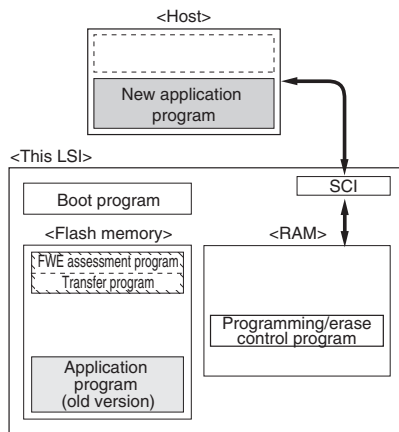 <Host>
New application
program
<This LSI>
SCI
Boot program
<Flash memory>
<RAM>
FWE assessment program
Transfer program
Programming/erase
control program
Application
program
(old version)